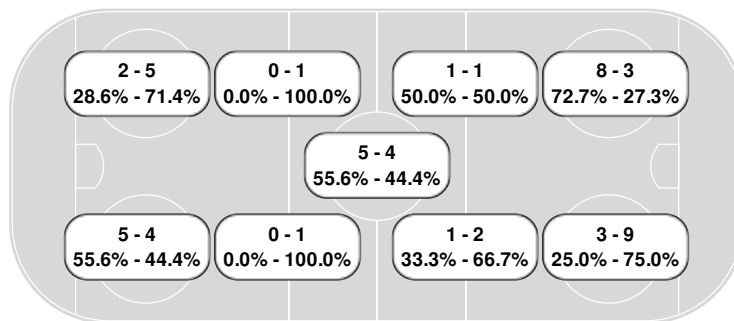 2 - 5
28.6% - 71.4%
0 - 1
0.0% - 100.0%
1 - 1
50.0% - 50.0%
8 - 3
72.7% - 27.3%
5 - 4
55.6% - 44.4%
5 - 4
55.6% - 44.4%
0 - 1
0.0% - 100.0%
1 - 2
33.3% - 66.7%
3 - 9
25.0% - 75.0%